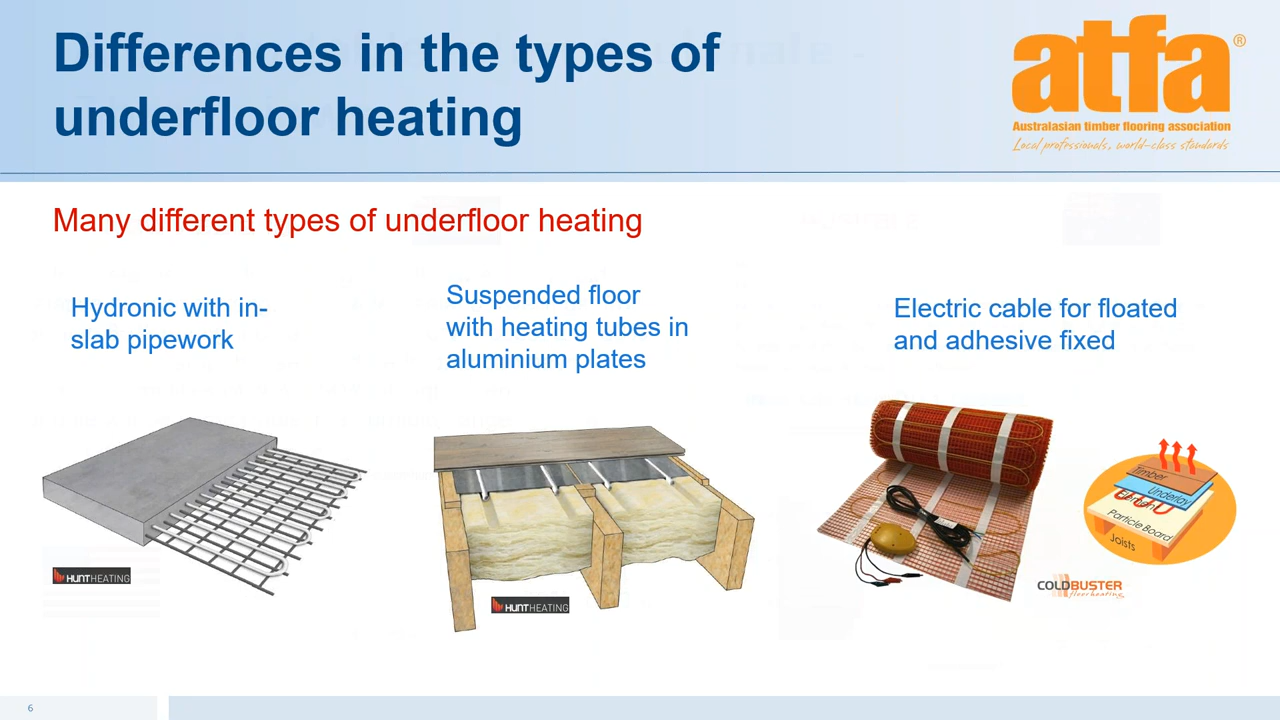 Differences in the types of
underfloor heating
atfa®
Australasian timber flooring association
Local professionals, world-class standards
Many different types of underfloor heating
Hydronic with in-
slab pipework
Suspended floor
with heating tubes in
aluminium plates
Electric cable for floated
and adhesive fixed
HUNTHEATING
HUNTHEATING
Timber
Underlay
Element
Particle Board
Joists
COLDBUSTER
floorheating
6